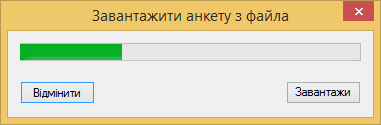 Завантажити анкету з файла
Відмінити
Завантажи